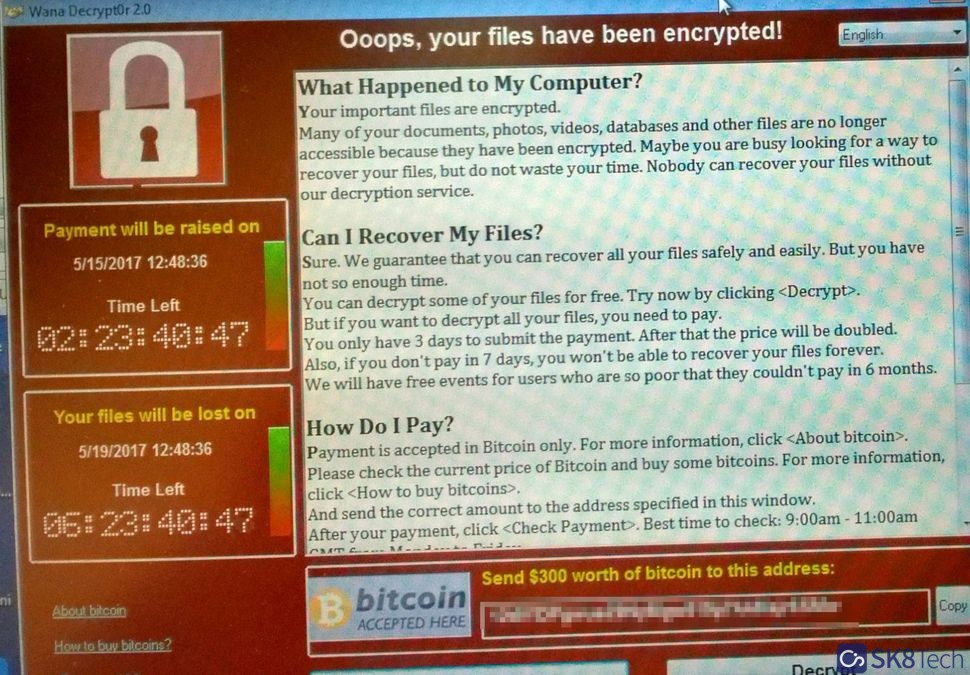 Wana Decrypt0r 2.0
Ooops, your files have been encrypted!
English
What Happened to My Computer?
Your important files are encrypted.
Many of your documents, photos, videos, databases and other files are no longer
accessible because they have been encrypted. Maybe you are busy looking for a way to
recover your files, but do not waste your time. Nobody can recover your files without
our decryption service.
Can I Recover My Files?
Sure. We guarantee that you can recover all your files safely and easily. But you have
not so enough time.
You can decrypt some of your files for free. Try now by clicking <Decrypt>.
But if you want to decrypt all your files, you need to pay.
You only have 3 days to submit the payment. After that the price will be doubled.
Also, if you don't pay in 7 days, you won't be able to recover your files forever.
We will have free events for users who are so poor that they couldn't pay in 6 months.
How Do I Pay?
Payment is accepted in Bitcoin only. For more information, click <About bitcoin>.
Please check the current price of Bitcoin and buy some bitcoins. For more information,
click <How to buy bitcoins>.
And send the correct amount to the address specified in this window.
After your payment, click <Check Payment>. Best time to check: 9:00am - 11:00am
GMT from Monday to Friday.
Payment will be raised on
5/15/2017 12:48:36
Time Left
02:23:40:47
Your files will be lost on
5/19/2017 12:48:36
Time Left
06:23:40:47
About bitcoin
How to buy bitcoins?
bitcoin
ACCEPTED HERE
Send $300 worth of bitcoin to this address:
Copy
Decrypt
SK8Tech